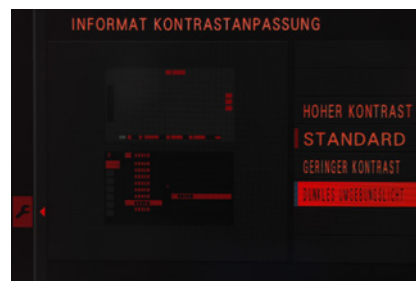 INFORMAT KONTRASTANPASSUNG
HOHER KONTRAST
STANDARD
GERINGER KONTRAST
DUNKLES UMGEBUNGSLICHT